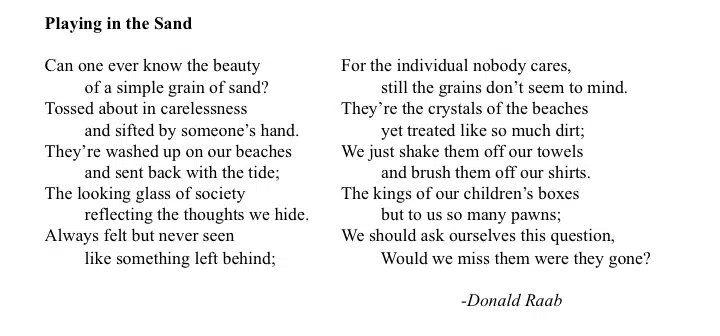 Playing in the Sand
Can one ever know the beauty
of a simple grain of sand?
Tossed about in carelessness
and sifted by someone's hand.
They're washed up on our beaches
and sent back with the tide;
The looking glass of society
reflecting the thoughts we hide.
Always felt but never seen
like something left behind;
For the individual nobody cares,
still the grains don't seem to mind.
They're the crystals of the beaches
yet treated like so much dirt;
We just shake them off our towels
and brush them off our shirts.
The kings of our children's boxes
but to us so many pawns;
We should ask ourselves this question,
Would we miss them were they gone?
-Donald Raab